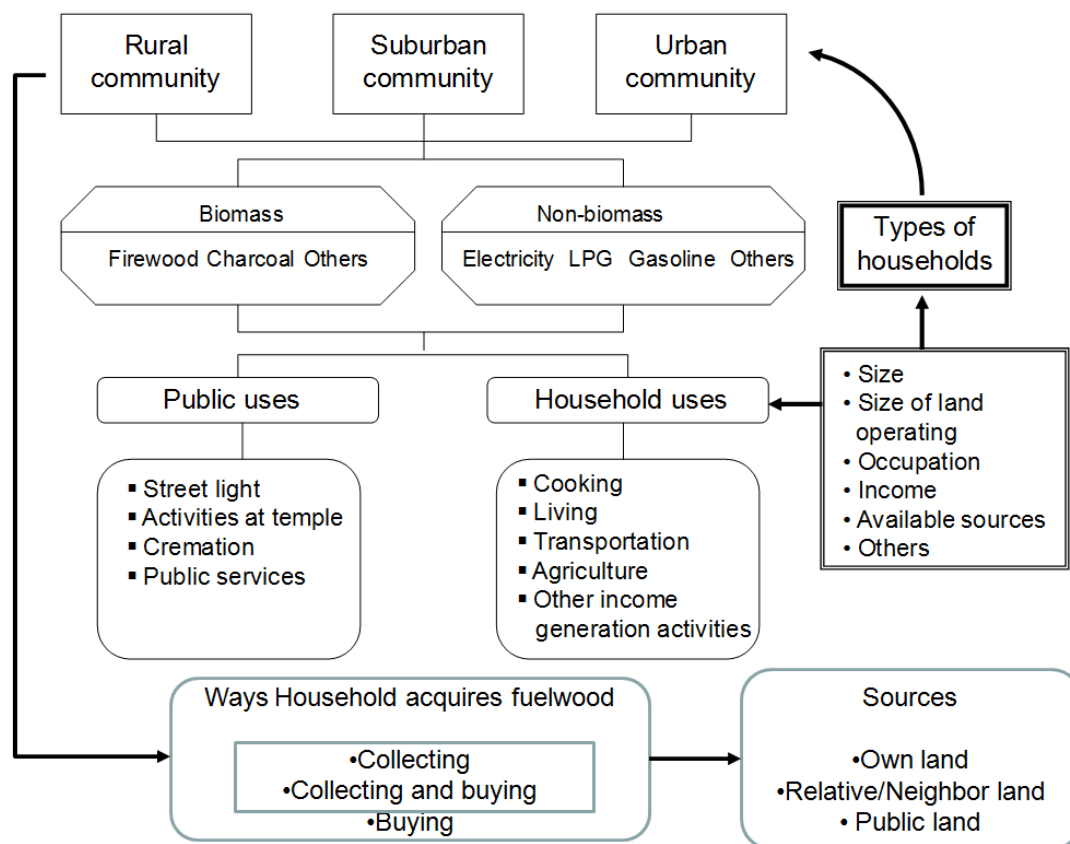 Rural
community
Suburban
community
Urban
community
Biomass
Firewood Charcoal Others
Non-biomass
Electricity LPG Gasoline Others
Types of
households
Public uses
Household uses
• Size
• Size of land
operating
• Occupation
• Income
• Available sources
• Others
▪ Street light
▪ Activities at temple
▪ Cremation
▪ Public services
▪ Cooking
▪ Living
▪ Transportation
▪ Agriculture
▪ Other income
generation activities
Ways Household acquires fuelwood
•Collecting
•Collecting and buying
•Buying
Sources
•Own land
•Relative/Neighbor land
• Public land